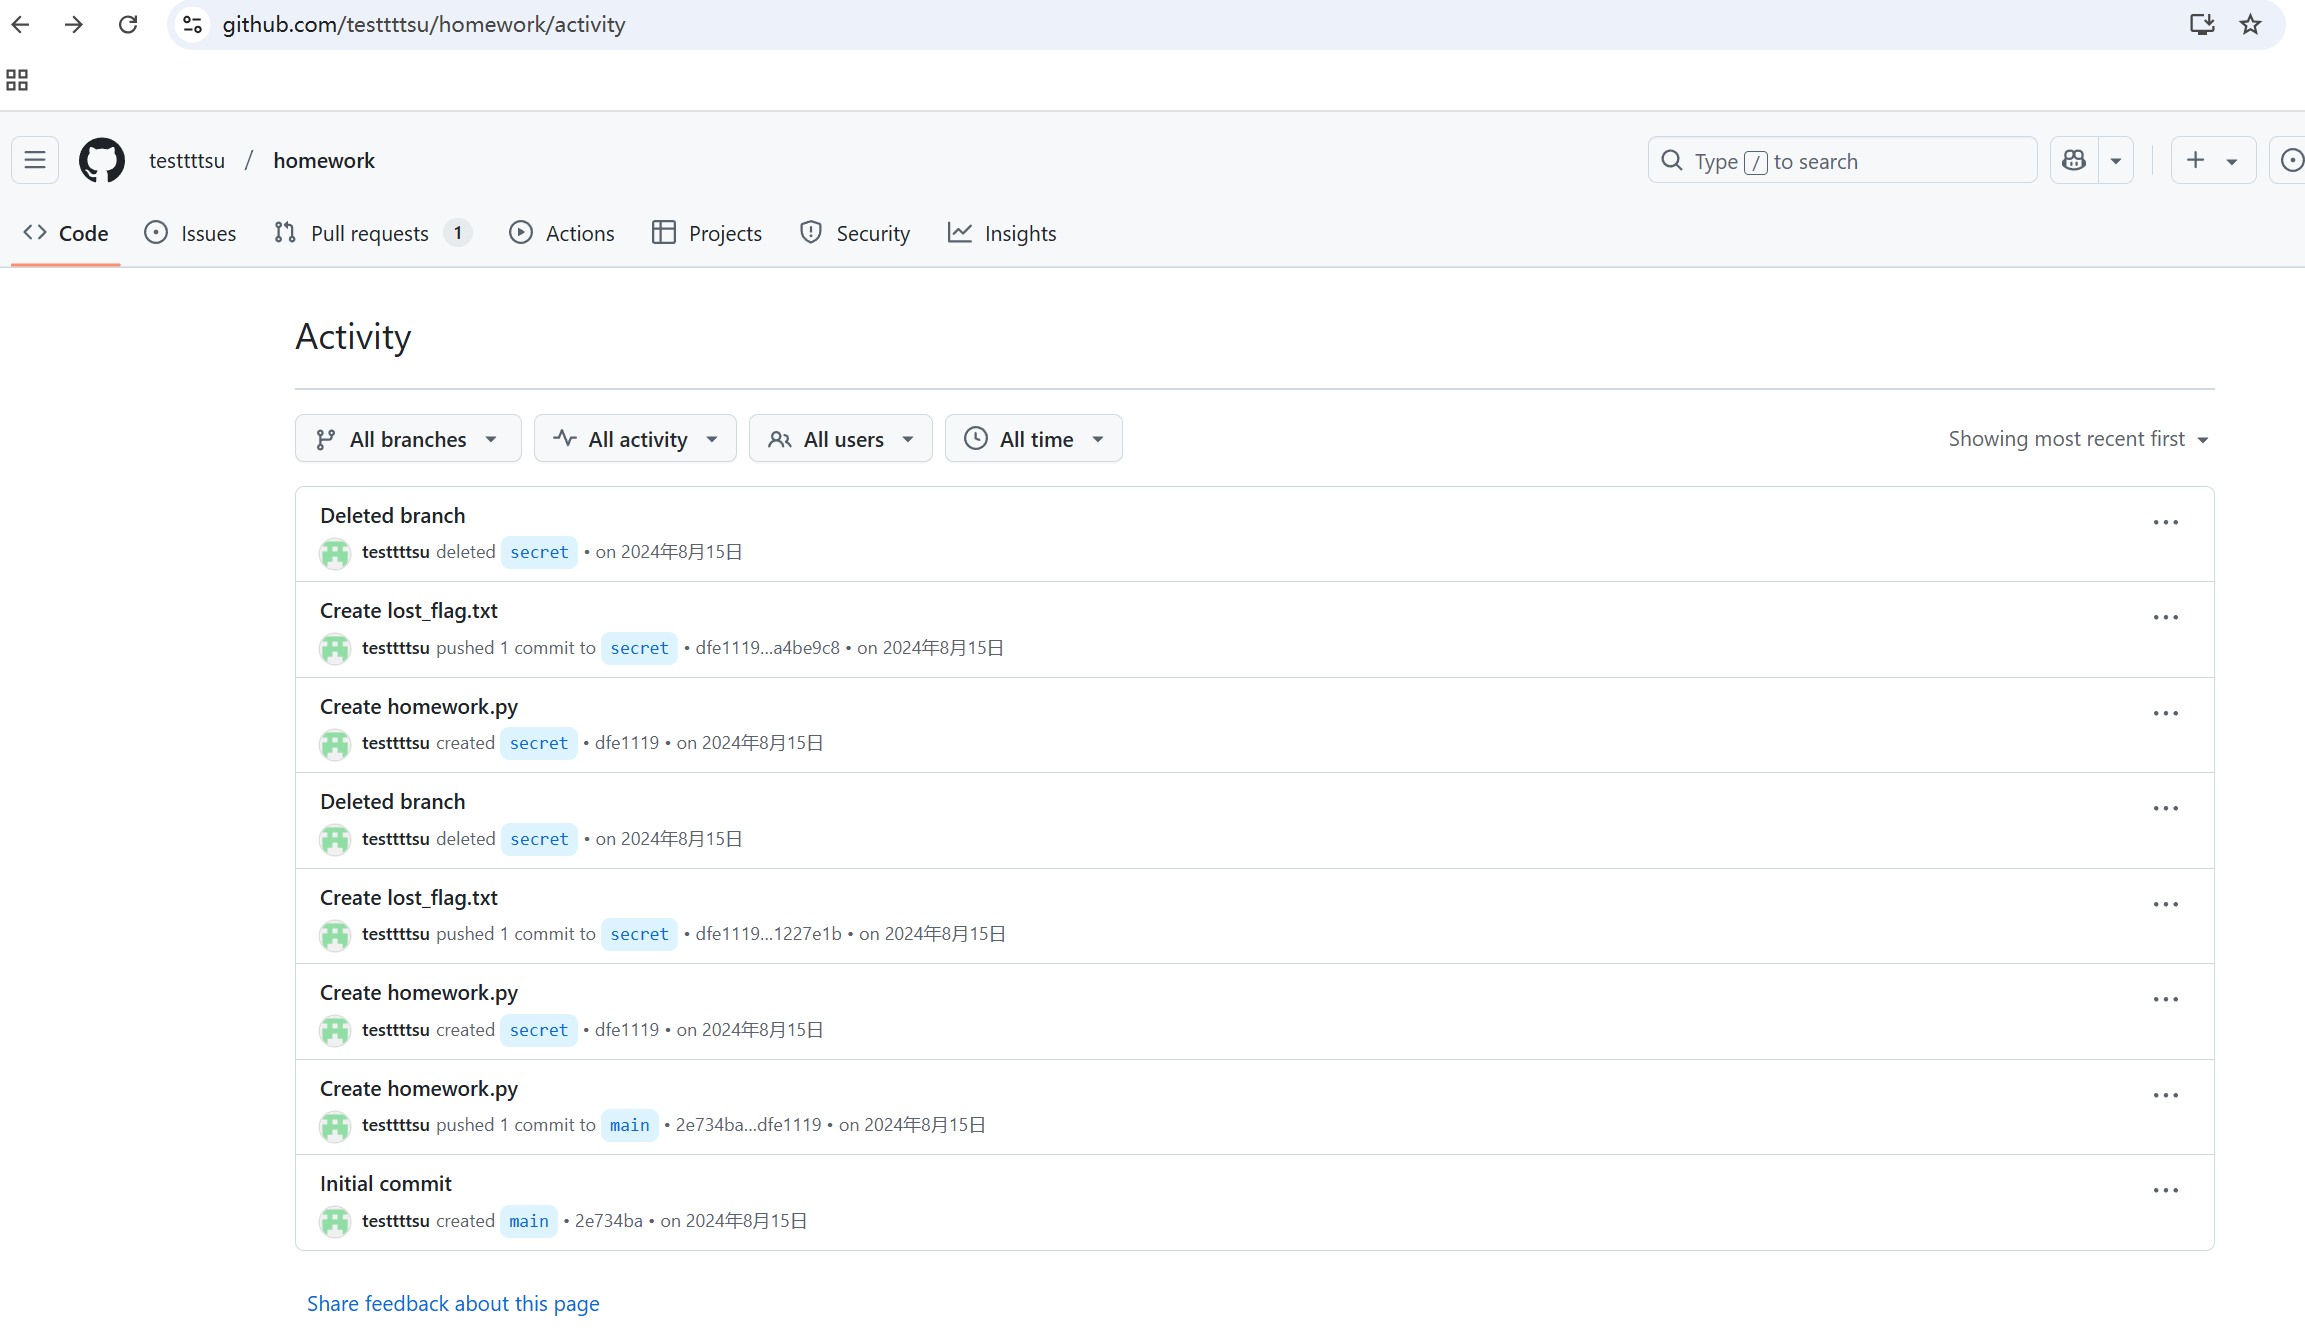 github.com/testtttsu/homework/activity
testtttsu / homework
Type / to search
Code Issues Pull requests 1 Actions Projects Security Insights
Activity
All branches All activity All users All time Showing most recent first
Deleted branch
testtttsu deleted secret • on 2024年8月15日
Create lost_flag.txt
testtttsu pushed 1 commit to secret • dfe1119...a4be9c8 • on 2024年8月15日
Create homework.py
testtttsu created secret • dfe1119 • on 2024年8月15日
Deleted branch
testtttsu deleted secret • on 2024年8月15日
Create lost_flag.txt
testtttsu pushed 1 commit to secret • dfe1119...1227e1b • on 2024年8月15日
Create homework.py
testtttsu created secret • dfe1119 • on 2024年8月15日
Create homework.py
testtttsu pushed 1 commit to main • 2e734ba...dfe1119 • on 2024年8月15日
Initial commit
testtttsu created main • 2e734ba • on 2024年8月15日
Share feedback about this page